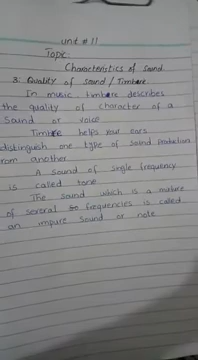 unit # 11
Topic:
Characteristics of sound
3. Quality of sound / Timbare
In music timbare describes
the quality of character of a
Sound or voice
Timbre helps your ears
distinguish one type of sound production
from another
A sound of single frequency
is called tone
The sound which is a mixture
of several frequencies is called
an impure sound or note